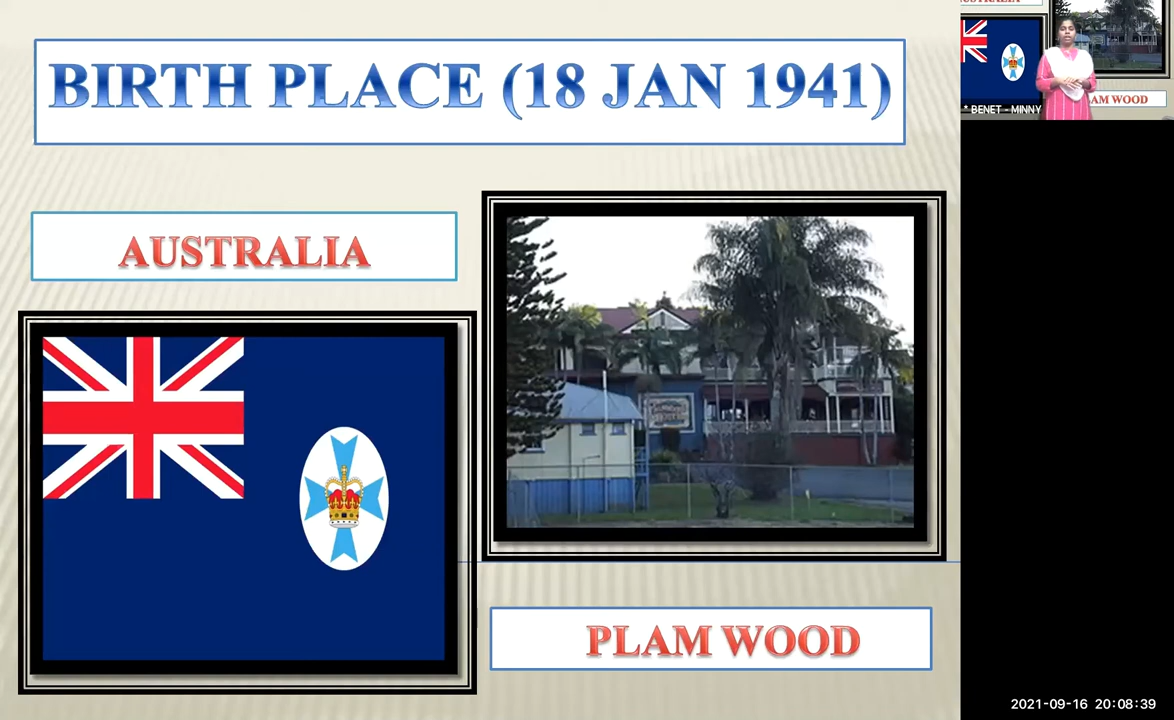 BIRTH PLACE (18 JAN 1941)
AUSTRALIA
PLAM WOOD
* BENET - MINNY
AM WOOD
2021-09-16 20:08:39